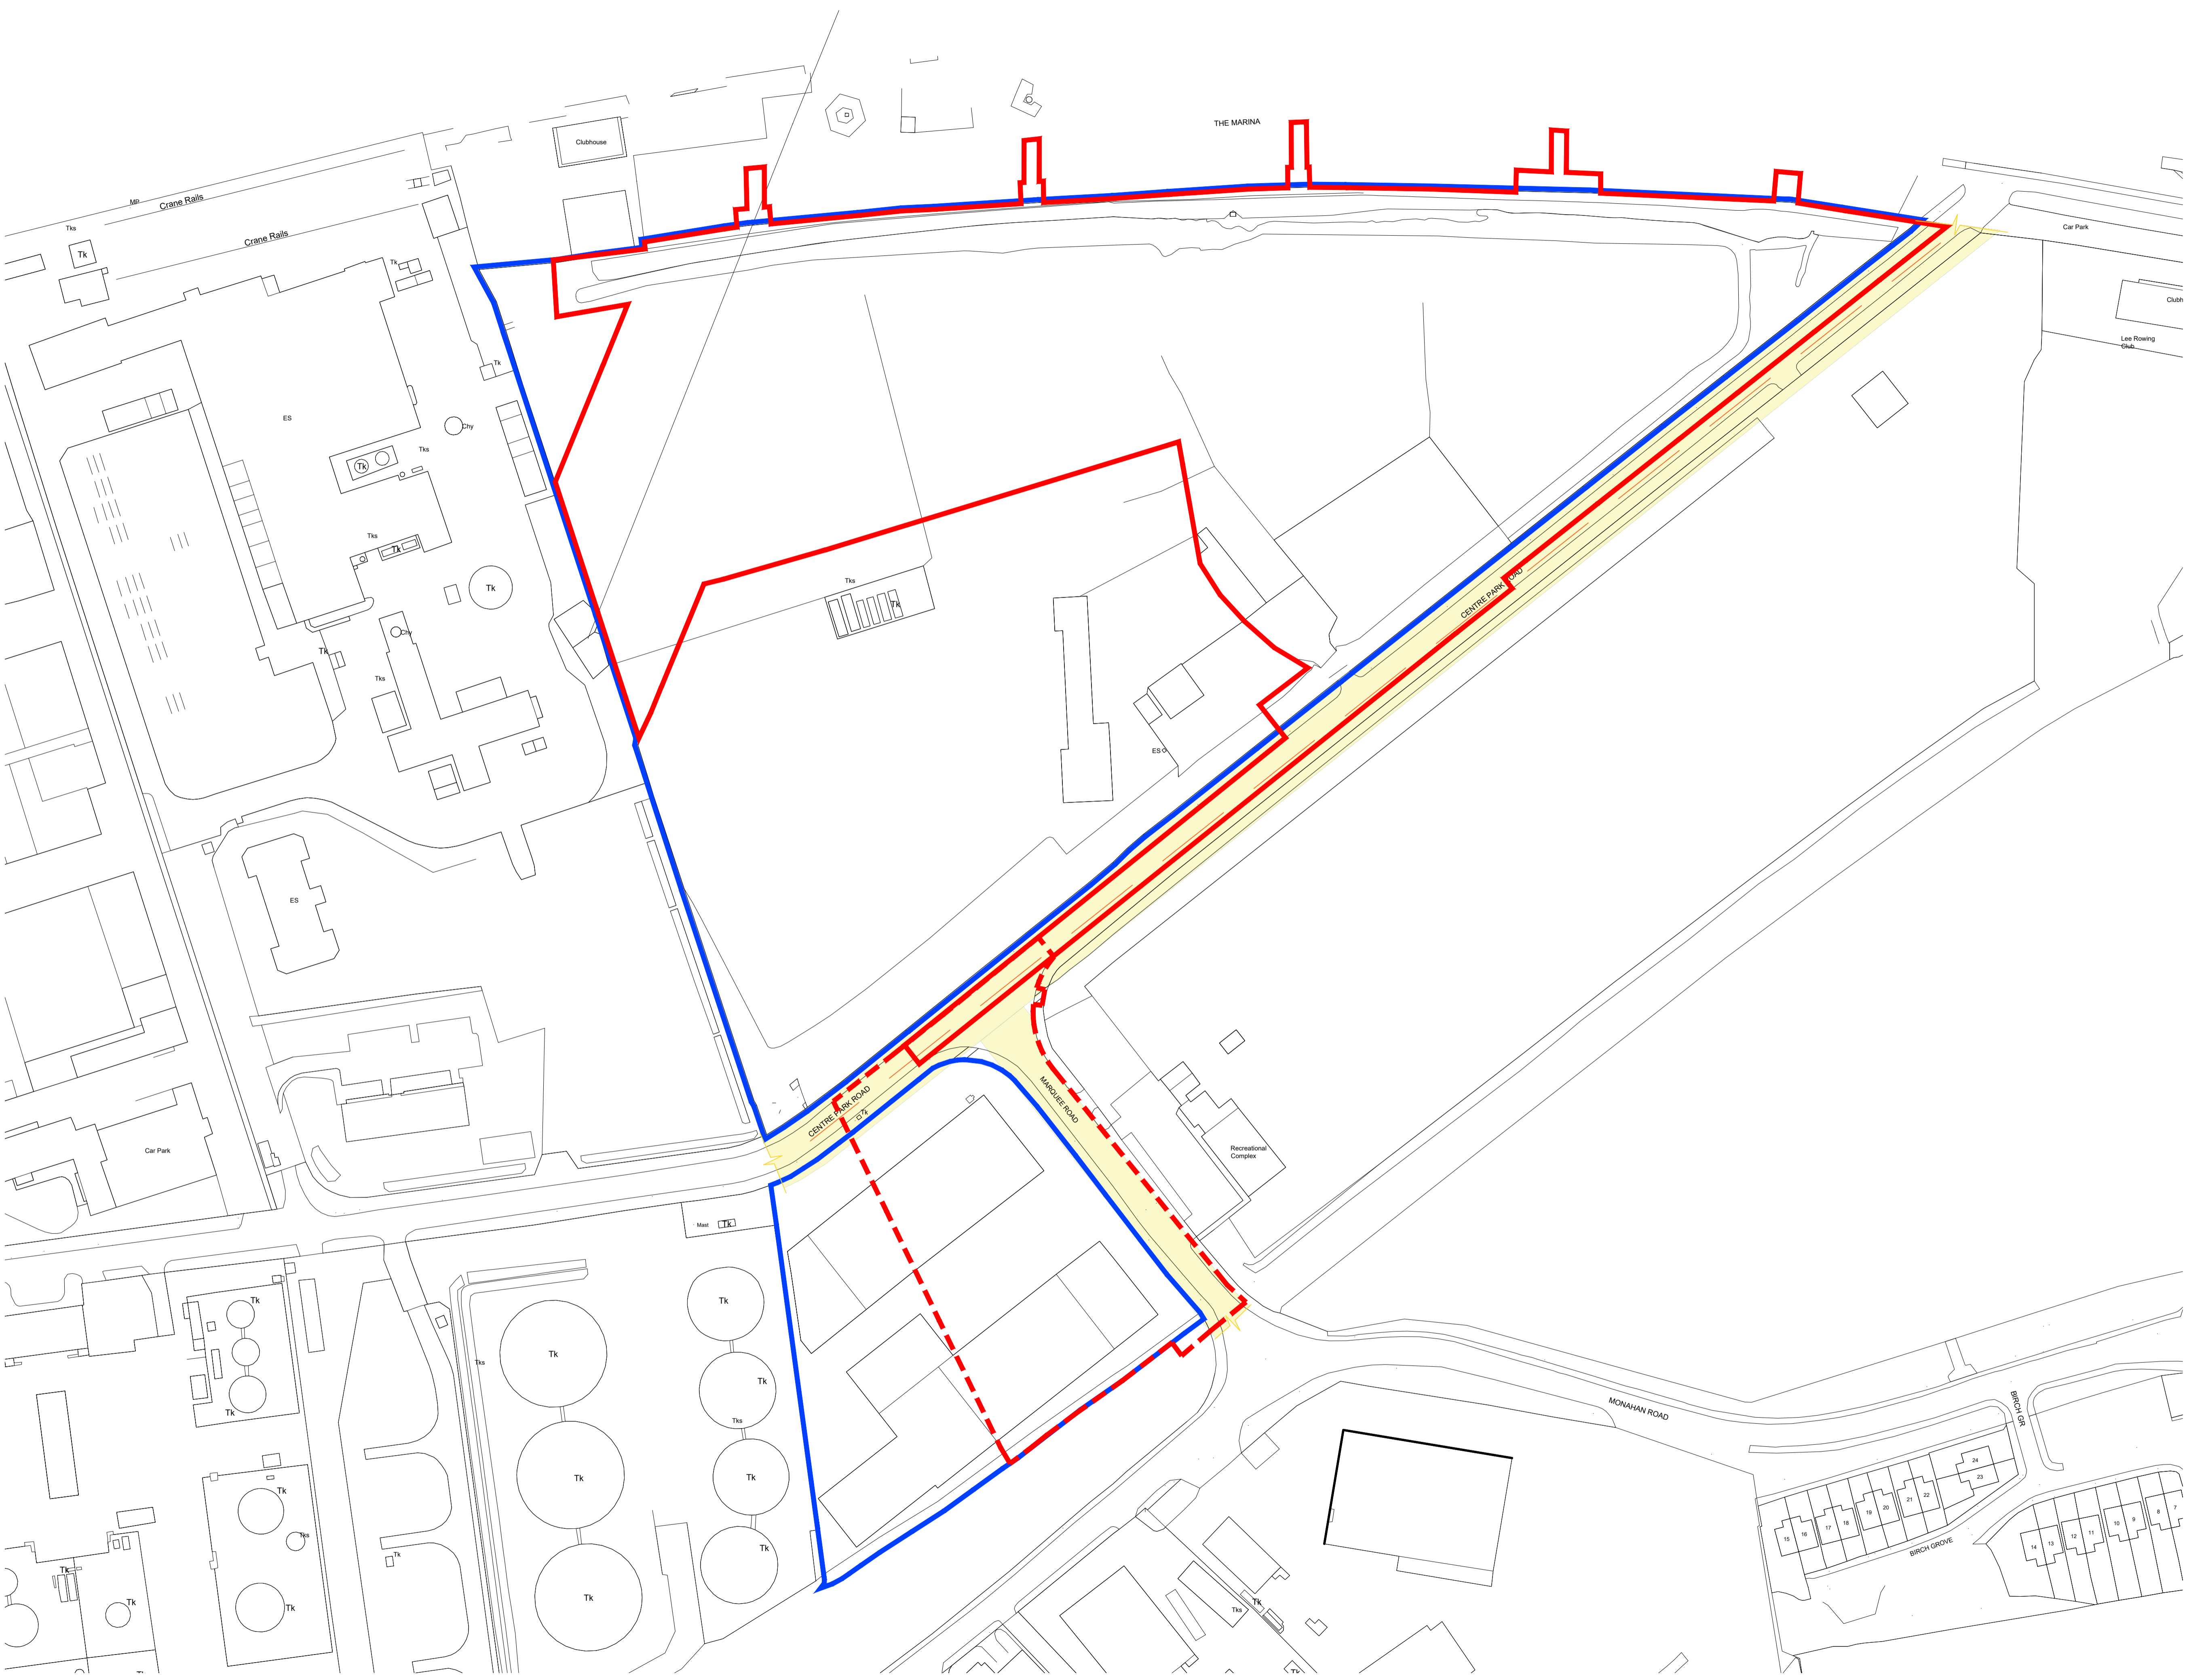 THE MARINA
Clubhouse
MP
Crane Rails
Tks
Tk
Crane Rails
Tk
Car Park
Clubh
Lee Rowing
Club
Tk
ES
Chy
Tks
Tk
Tks
Tk
Tk
Tks
Tk
Chy
Tk
CENTRE PARK ROAD
Tks
ES
ES
CENTRE PARK ROAD
Tk
MARQUEE ROAD
Car Park
Recreational
Complex
Mast
Tk
Tk
Tk
Tk
Tks
Tk
Tk
Tks
Tk
MONAHAN ROAD
BIRCH GR
Tk
Tk
Tk
24
23
22
21
20
19
18
17
16
15
BIRCH GROVE
14
13
12
11
10
9
8
7
Tks
Tk
Tk
Tk
Tk
Tk
Tk
Tk
Tks
Tk
Tk